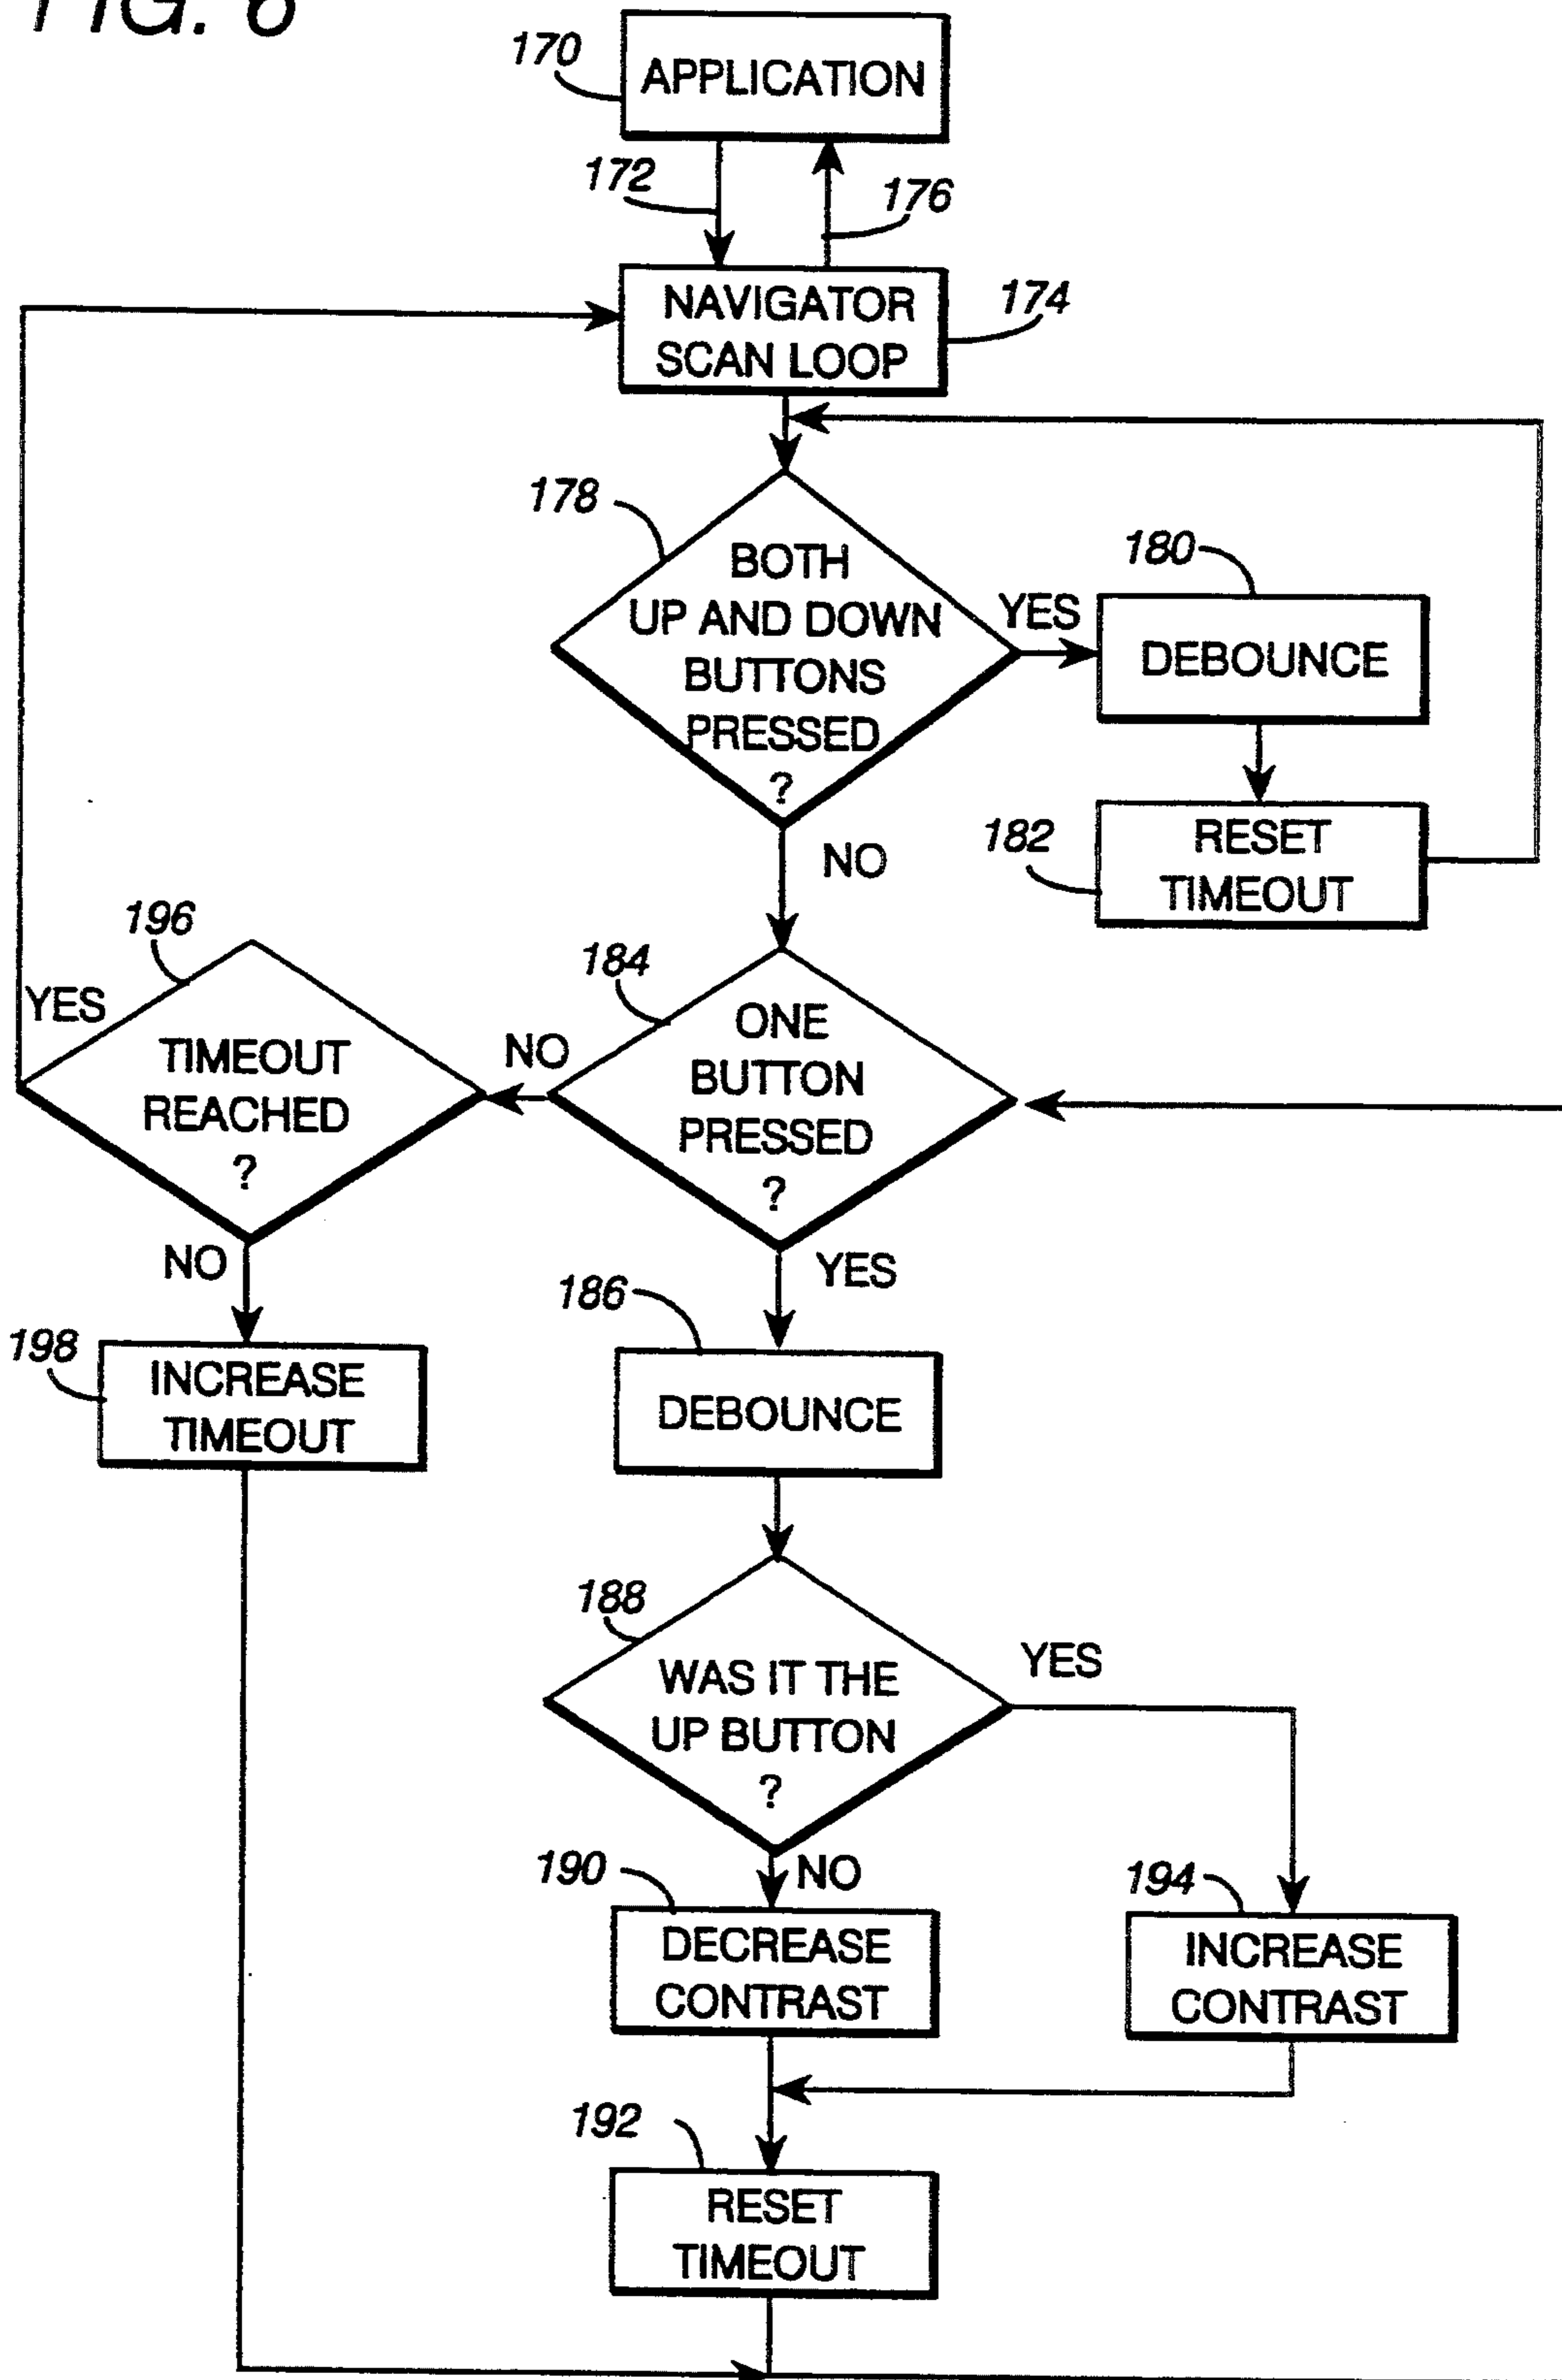 FIG. 6
170
APPLICATION
172
176
NAVIGATOR
SCAN LOOP
174
178
BOTH
UP AND DOWN
BUTTONS
PRESSED
?
YES
180
DEBOUNCE
182
RESET
TIMEOUT
NO
196
YES
TIMEOUT
REACHED
?
NO
184
ONE
BUTTON
PRESSED
?
NO
YES
198
INCREASE
TIMEOUT
186
DEBOUNCE
188
WAS IT THE
UP BUTTON
?
YES
NO
190
DECREASE
CONTRAST
194
INCREASE
CONTRAST
192
RESET
TIMEOUT